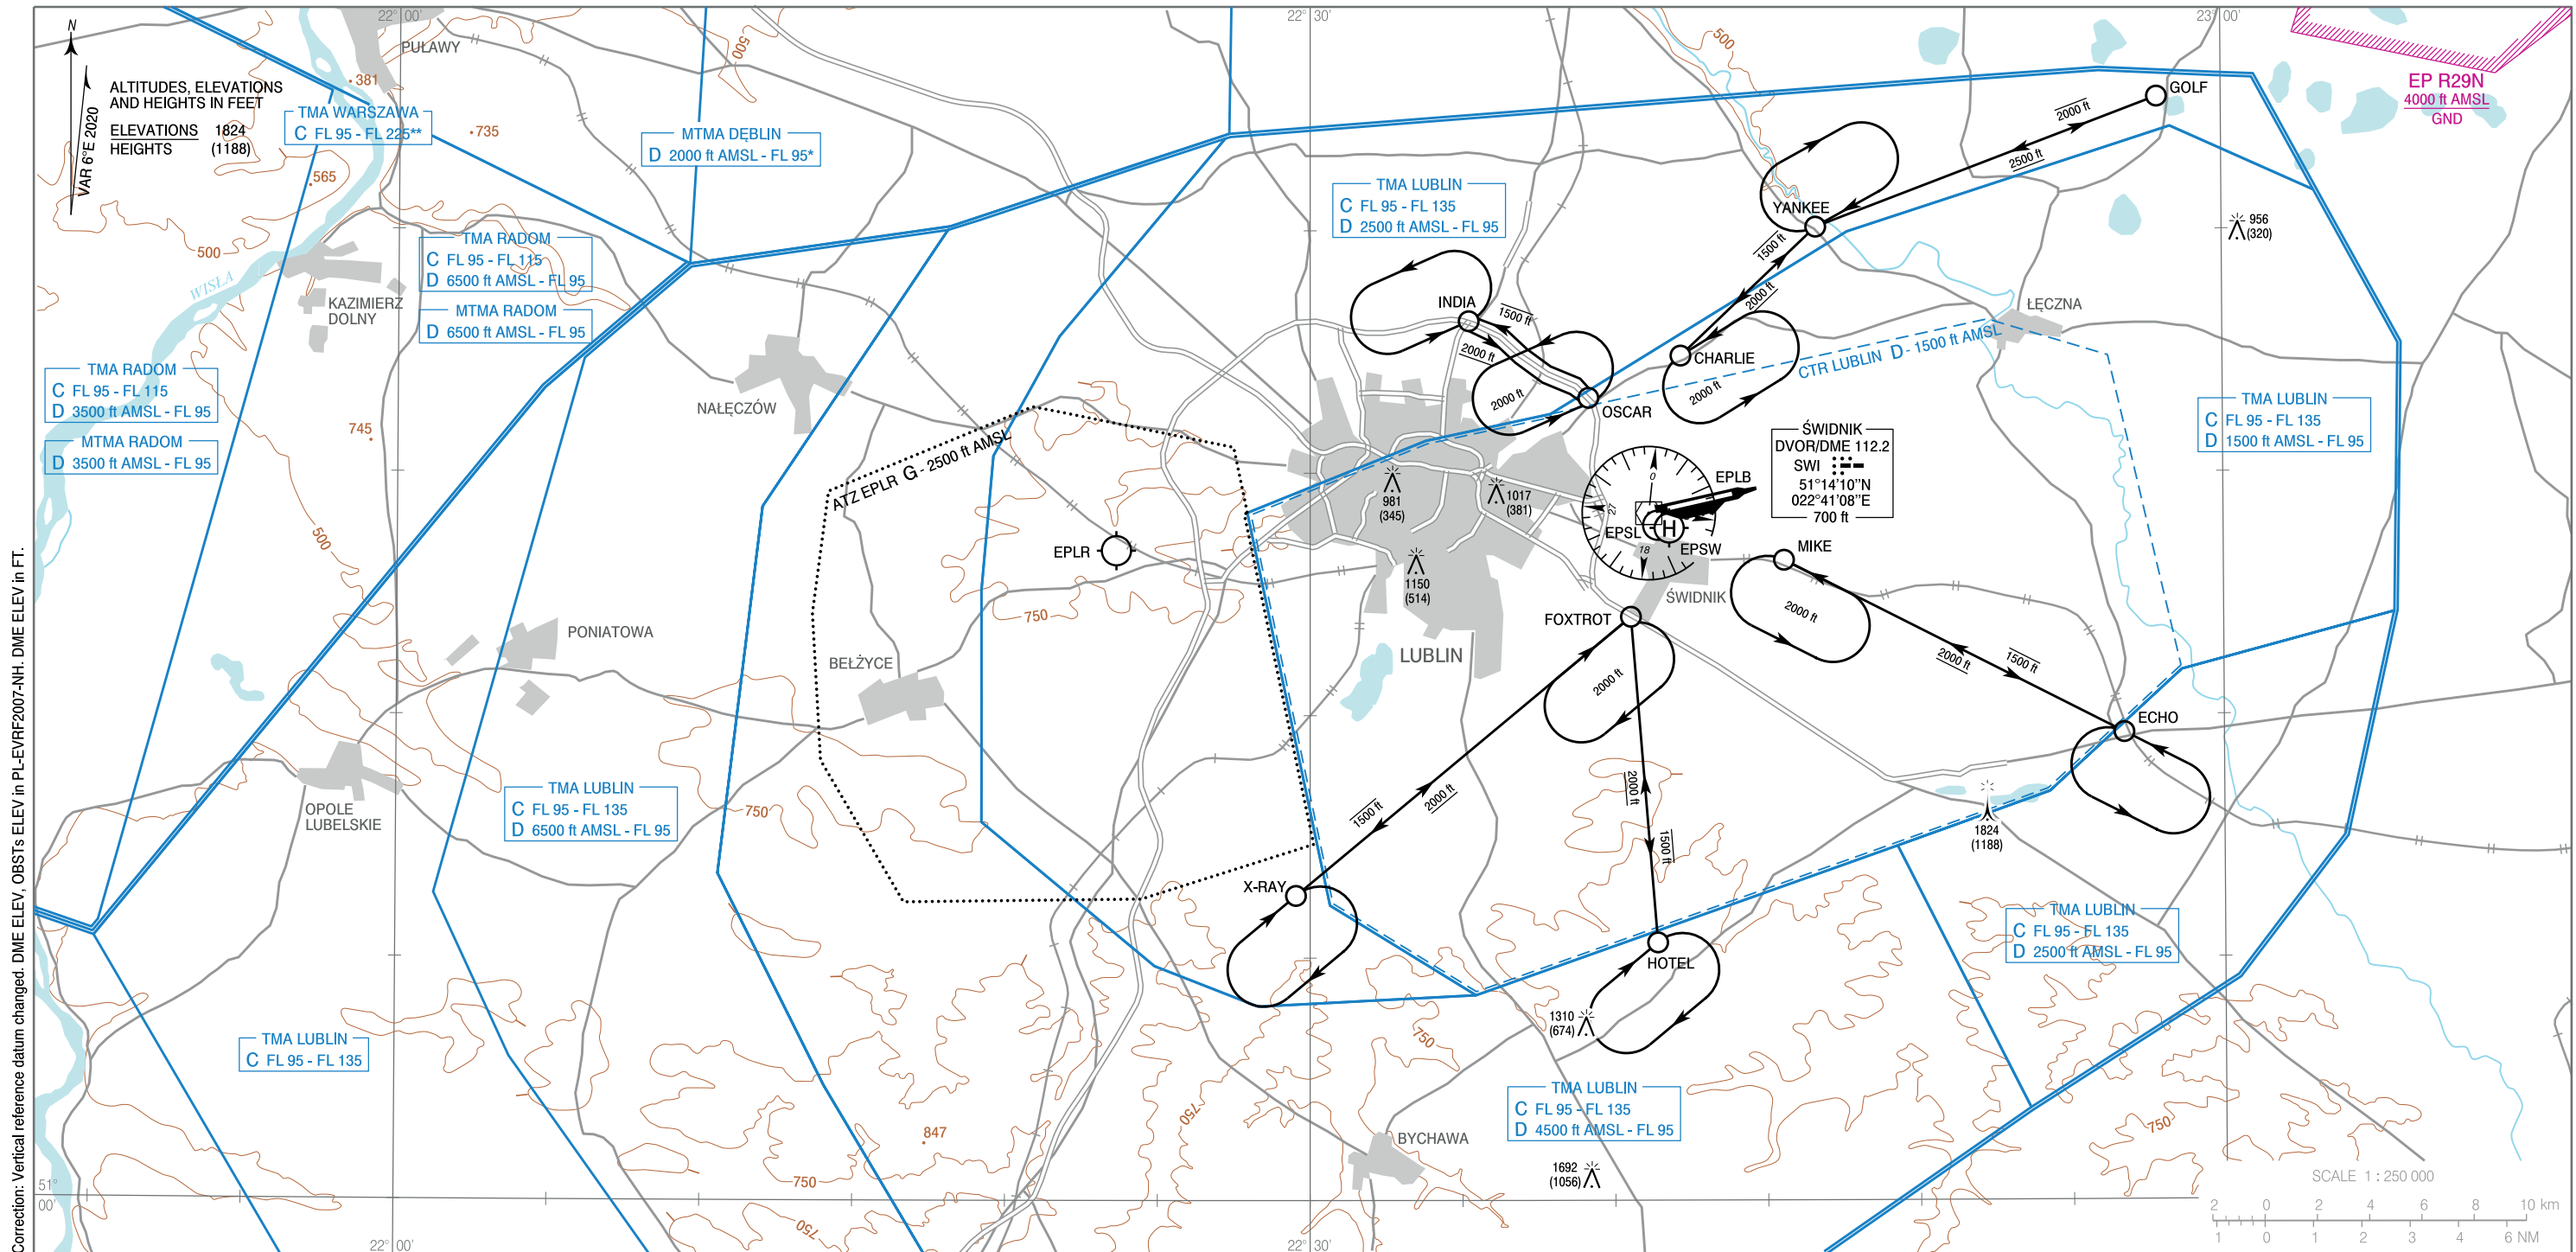 22° 00'
22° 30'
23° 00'
N
VAR 6°E 2020
ALTITUDES, ELEVATIONS
AND HEIGHTS IN FEET
ELEVATIONS 1824
HEIGHTS (1188)
PULAWY
381
TMA WARSZAWA
C FL 95 - FL 225**
735
565
500
MTMA DĘBLIN
D 2000 ft AMSL - FL 95*
500
500
EP R29N
4000 ft AMSL
GND
GOLF
2000 ft
2500 ft
YANKEE
1500 ft
2000 ft
956
(320)
TMA LUBLIN
C FL 95 - FL 135
D 2500 ft AMSL - FL 95
TMA RADOM
C FL 95 - FL 115
D 6500 ft AMSL - FL 95
MTMA RADOM
D 6500 ft AMSL - FL 95
WISŁA
KAZIMIERZ
DOLNY
TMA RADOM
C FL 95 - FL 115
D 3500 ft AMSL - FL 95
MTMA RADOM
D 3500 ft AMSL - FL 95
745
500
NAŁĘCZÓW
INDIA
1500 ft
2000 ft
2000 ft
OSCAR
CHARLIE
2000 ft
CTR LUBLIN D - 1500 ft AMSL
ŁĘCZNA
TMA LUBLIN
C FL 95 - FL 135
D 1500 ft AMSL - FL 95
ATZ EPLR G - 2500 ft AMSL
EPLR
750
981
(345)
1017
(381)
1150
(514)
0
27
18
EPLB
EPSL
H
EPSW
ŚWIDNIK
DVOR/DME 112.2
SWI
51°14'10"N
022°41'08"E
700 ft
MIKE
2000 ft
ŚWIDNIK
FOXTROT
2000 ft
LUBLIN
2000 ft
1500 ft
ECHO
PONIATOWA
BEŁŻYCE
OPOLE
LUBELSKIE
TMA LUBLIN
C FL 95 - FL 135
D 6500 ft AMSL - FL 95
750
1500 ft
2000 ft
2000 ft
1500 ft
X-RAY
HOTEL
1824
(1188)
TMA LUBLIN
C FL 95 - FL 135
D 2500 ft AMSL - FL 95
1310
(674)
750
TMA LUBLIN
C FL 95 - FL 135
TMA LUBLIN
C FL 95 - FL 135
D 4500 ft AMSL - FL 95
847
750
750
750
750
BYCHAWA
1692
(1056)
SCALE 1 : 250 000
2 0 2 4 6 8 10 km
1 0 1 2 3 4 6 NM
51°
00'
22° 00'
22° 30'
Correction: Vertical reference datum changed. DME ELEV, OBSTs ELEV in PL-EVRF2007-NH. DME ELEV in FT.